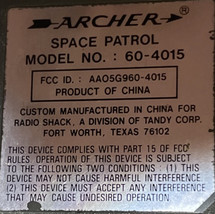 ARCHER®
SPACE PATROL
MODEL NO. : 60-4015
FCC ID. : AAO5G960-4015
PRODUCT OF CHINA
CUSTOM MANUFACTURED IN CHINA FOR
RADIO SHACK, A DIVISION OF TANDY CORP.
FORT WORTH, TEXAS 76102
THIS DEVICE COMPLIES WITH PART 15 OF FCC
RULES. OPERATION OF THIS DEVICE IS SUBJECT
TO THE FOLLOWING TWO CONDITIONS: (1) THIS
DEVICE MAY NOT CAUSE HARMFUL INTERFERENCE
AND (2) THIS DEVICE MUST ACCEPT ANY INTERFERENCE
THAT MAY CAUSE UNDESIRED OPERATION.